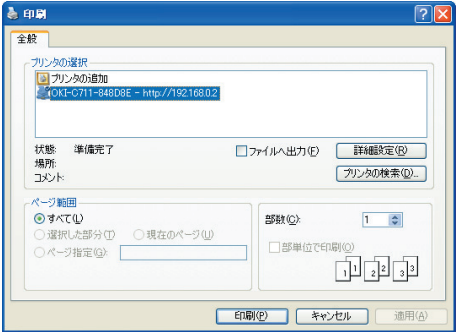 印刷
全般
プリンタの選択
プリンタの追加
OKI-C711-848D8E - http://192.168.0.2
状態: 準備完了
場所:
コメント:
ファイルへ出力(F)
詳細設定(R)
プリンタの検索(D)...
ページ範囲
すべて(L)
選択した部分(T)
現在のページ(U)
ページ指定(G):
部数(C):
1
部単位で印刷(O)
1 1 2 2 3 3
印刷(P)
キャンセル
適用(A)